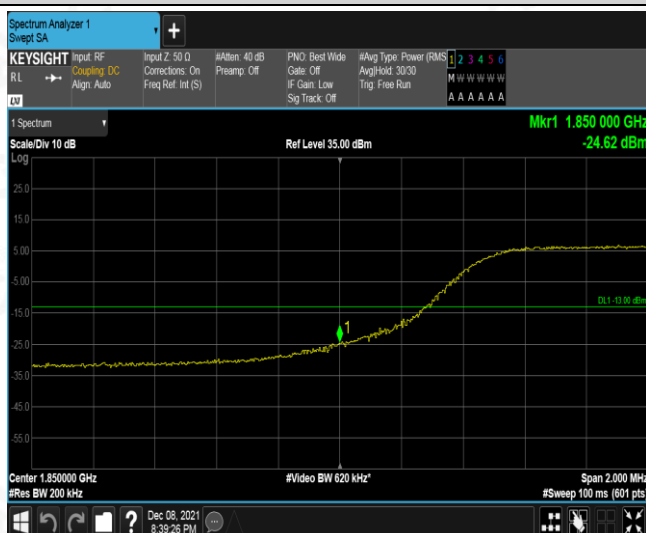 Spectrum Analyzer 1
Swept SA
+
KEYSIGHT
RL
LXI
Input: RF
Coupling: DC
Align: Auto
Input Z: 50 Ω
Corrections: On
Freq Ref: Int (S)
#Atten: 40 dB
Preamp: Off
PNO: Best Wide
Gate: Off
IF Gain: Low
Sig Track: Off
#Avg Type: Power (RMS
Avg|Hold: 30/30
Trig: Free Run
1 2 3 4 5 6
M W W W W W
A A A A A A
1 Spectrum
Scale/Div 10 dB
Ref Level 35.00 dBm
Mkr1 1.850 000 GHz
-24.62 dBm
Log
25.0
15.0
5.00
-5.00
-15.0
-25.0
-35.0
-45.0
-55.0
DL1 -13.00 dBm
1
Center 1.850000 GHz
#Video BW 620 kHz*
Span 2.000 MHz
#Res BW 200 kHz
#Sweep 100 ms (601 pts)
?
Dec 08, 2021
8:39:26 PM